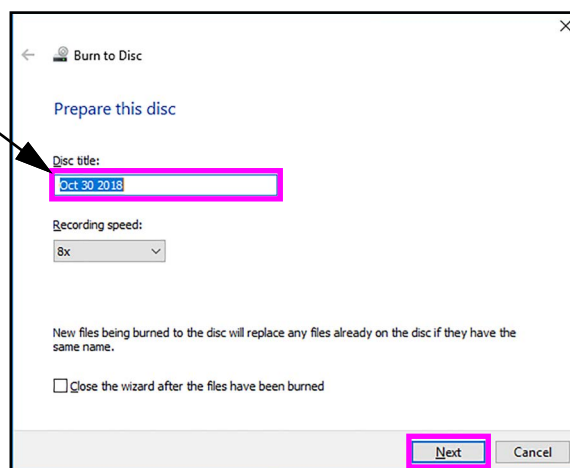 Burn to Disc
Prepare this disc
Disc title:
Oct 30 2018
Recording speed:
8x
New files being burned to the disc will replace any files already on the disc if they have the
same name.
Close the wizard after the files have been burned
Next
Cancel